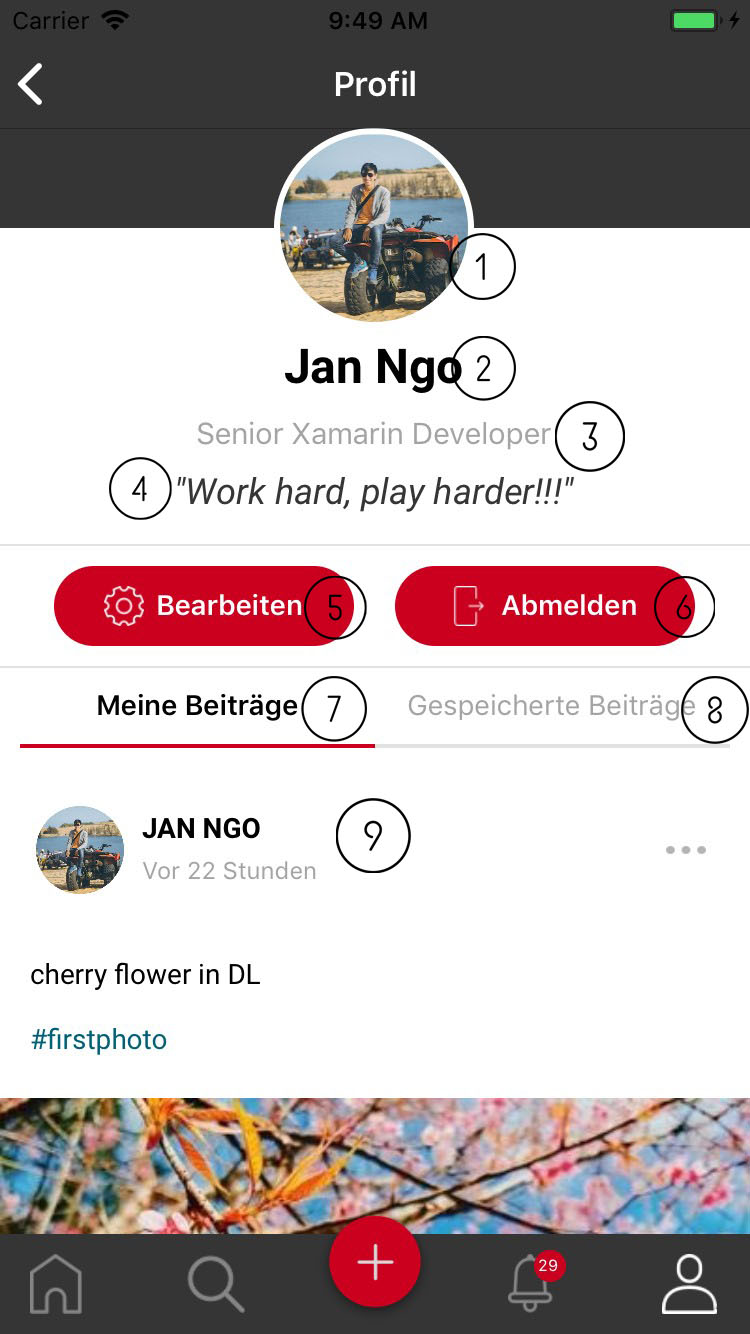 Carrier 9:49 AM
Profil
1
Jan Ngo 2
Senior Xamarin Developer 3
4 "Work hard, play harder!!!"
Bearbeiten 5 Abmelden 6
Meine Beiträge 7 Gespeicherte Beiträge 8
JAN NGO 9
Vor 22 Stunden
cherry flower in DL
#firstphoto
29